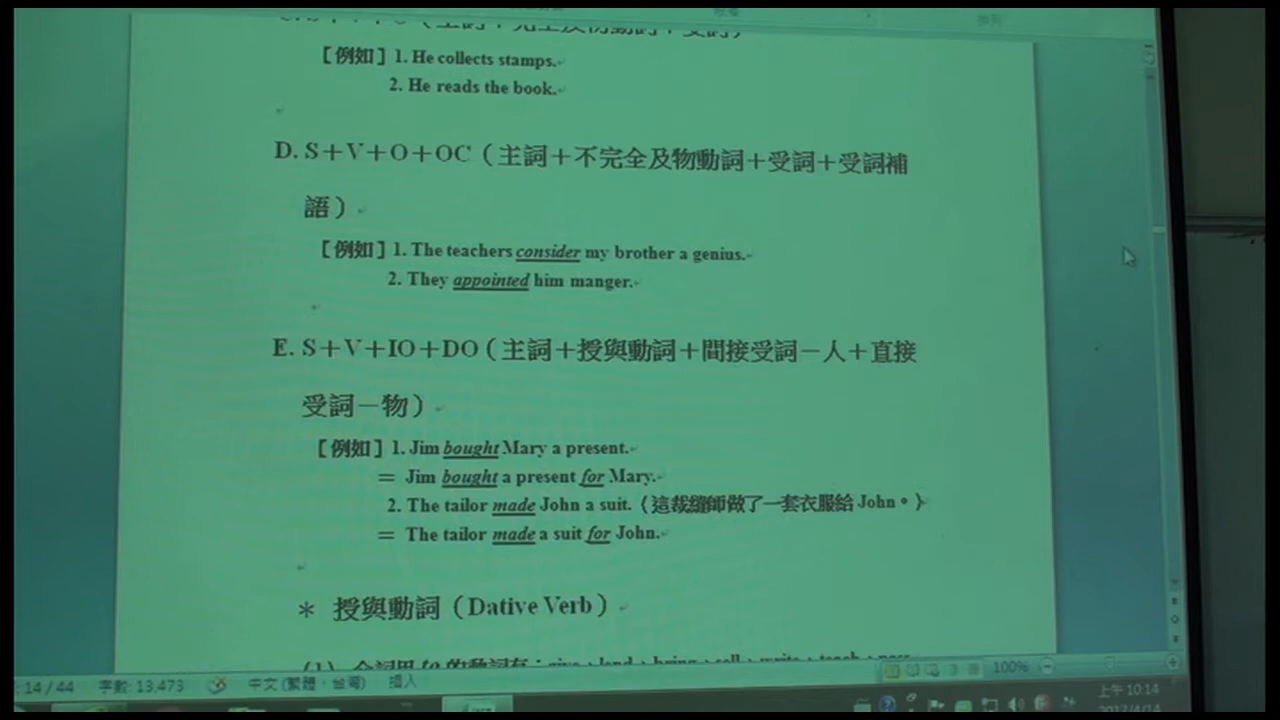 ［例如］1. He collects stamps.
2. He reads the book.
D. S＋V＋O＋OC（主詞＋不完全及物動詞＋受詞＋受詞補
語）
［例如］1. The teachers consider my brother a genius.
2. They appointed him manger.
E. S＋V＋IO＋DO（主詞＋授與動詞＋間接受詞－人＋直接
受詞－物）
［例如］1. Jim bought Mary a present.
＝ Jim bought a present for Mary.
2. The tailor made John a suit.（這裁縫師做了一套衣服給 John。）
＝ The tailor made a suit for John.
＊ 授與動詞（Dative Verb）
14 / 44 字數: 13,473 中文(繁體，台灣) 插入 100%
上午 10:14
2017/4/14